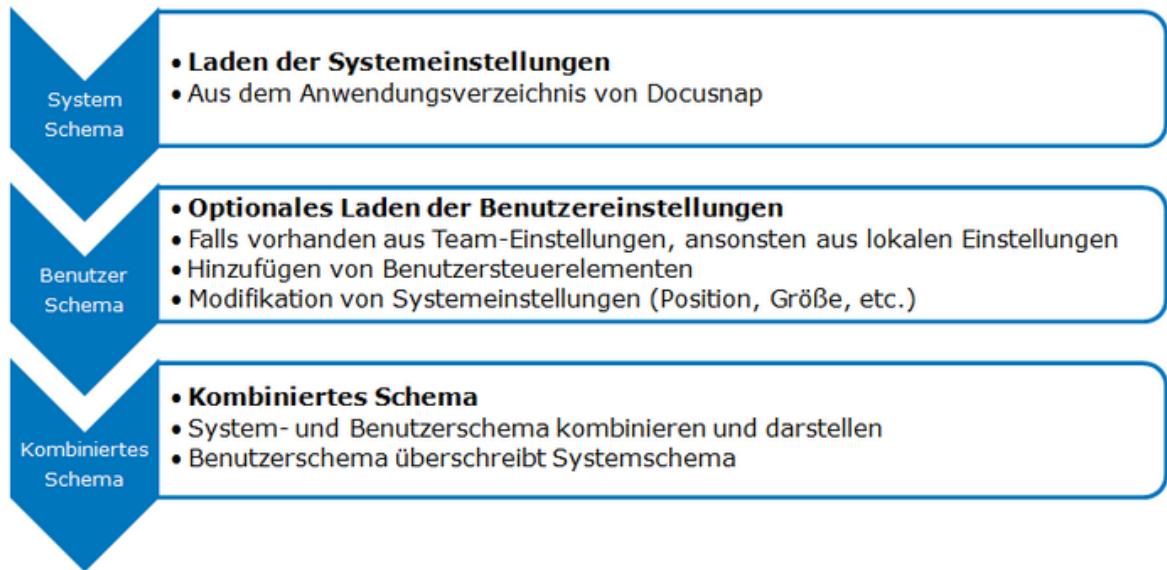 System
Schema
• Laden der Systemeinstellungen
• Aus dem Anwendungsverzeichnis von Docusnap
Benutzer
Schema
• Optionales Laden der Benutzereinstellungen
• Falls vorhanden aus Team-Einstellungen, ansonsten aus lokalen Einstellungen
• Hinzufügen von Benutzersteuerelementen
• Modifikation von Systemeinstellungen (Position, Größe, etc.)
Kombiniertes
Schema
• Kombiniertes Schema
• System- und Benutzerschema kombinieren und darstellen
• Benutzerschema überschreibt Systemschema